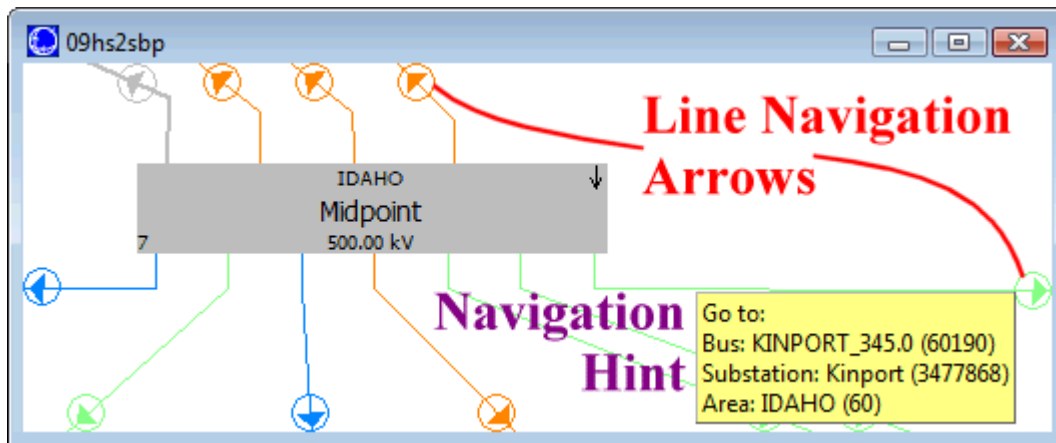 09hs2sbp
Line Navigation
Arrows
IDAHO
Midpoint
7
500.00 kV
Navigation
Hint
Go to:
Bus: KINPORT_345.0 (60190)
Substation: Kinport (3477868)
Area: IDAHO (60)